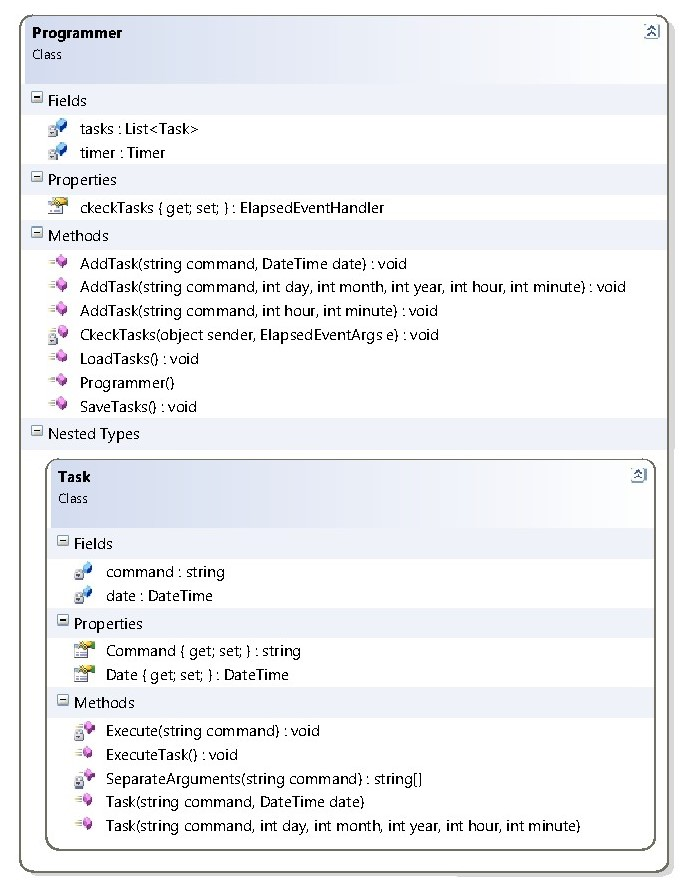 Programmer
Class
Fields
tasks : List<Task>
timer : Timer
Properties
ckeckTasks { get; set; } : ElapsedEventHandler
Methods
AddTask(string command, DateTime date) : void
AddTask(string command, int day, int month, int year, int hour, int minute) : void
AddTask(string command, int hour, int minute) : void
CkeckTasks(object sender, ElapsedEventArgs e) : void
LoadTasks() : void
Programmer()
SaveTasks() : void
Nested Types
Task
Class
Fields
command : string
date : DateTime
Properties
Command { get; set; } : string
Date { get; set; } : DateTime
Methods
Execute(string command) : void
ExecuteTask() : void
SeparateArguments(string command) : string[]
Task(string command, DateTime date)
Task(string command, int day, int month, int year, int hour, int minute)